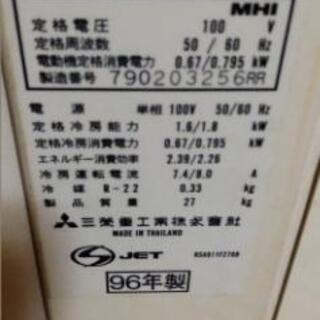 MHI
定格電圧 100 V
定格周波数 50 / 60 Hz
電動機定格消費電力 0.67/0.795 kW
製造番号 790203256RR
電源 単相 100V 50/60 Hz
定格冷房能力 1.6/1.8 kW
定格冷房消費電力 0.67/0.795 kW
エネルギー消費効率 2.39/2.26
冷房運転電流 7.4/8.0 A
冷媒 R-22 0.33 kg
製品質量 27 kg
三菱重工業株式會社
MADE IN THAILAND
JET
96年製